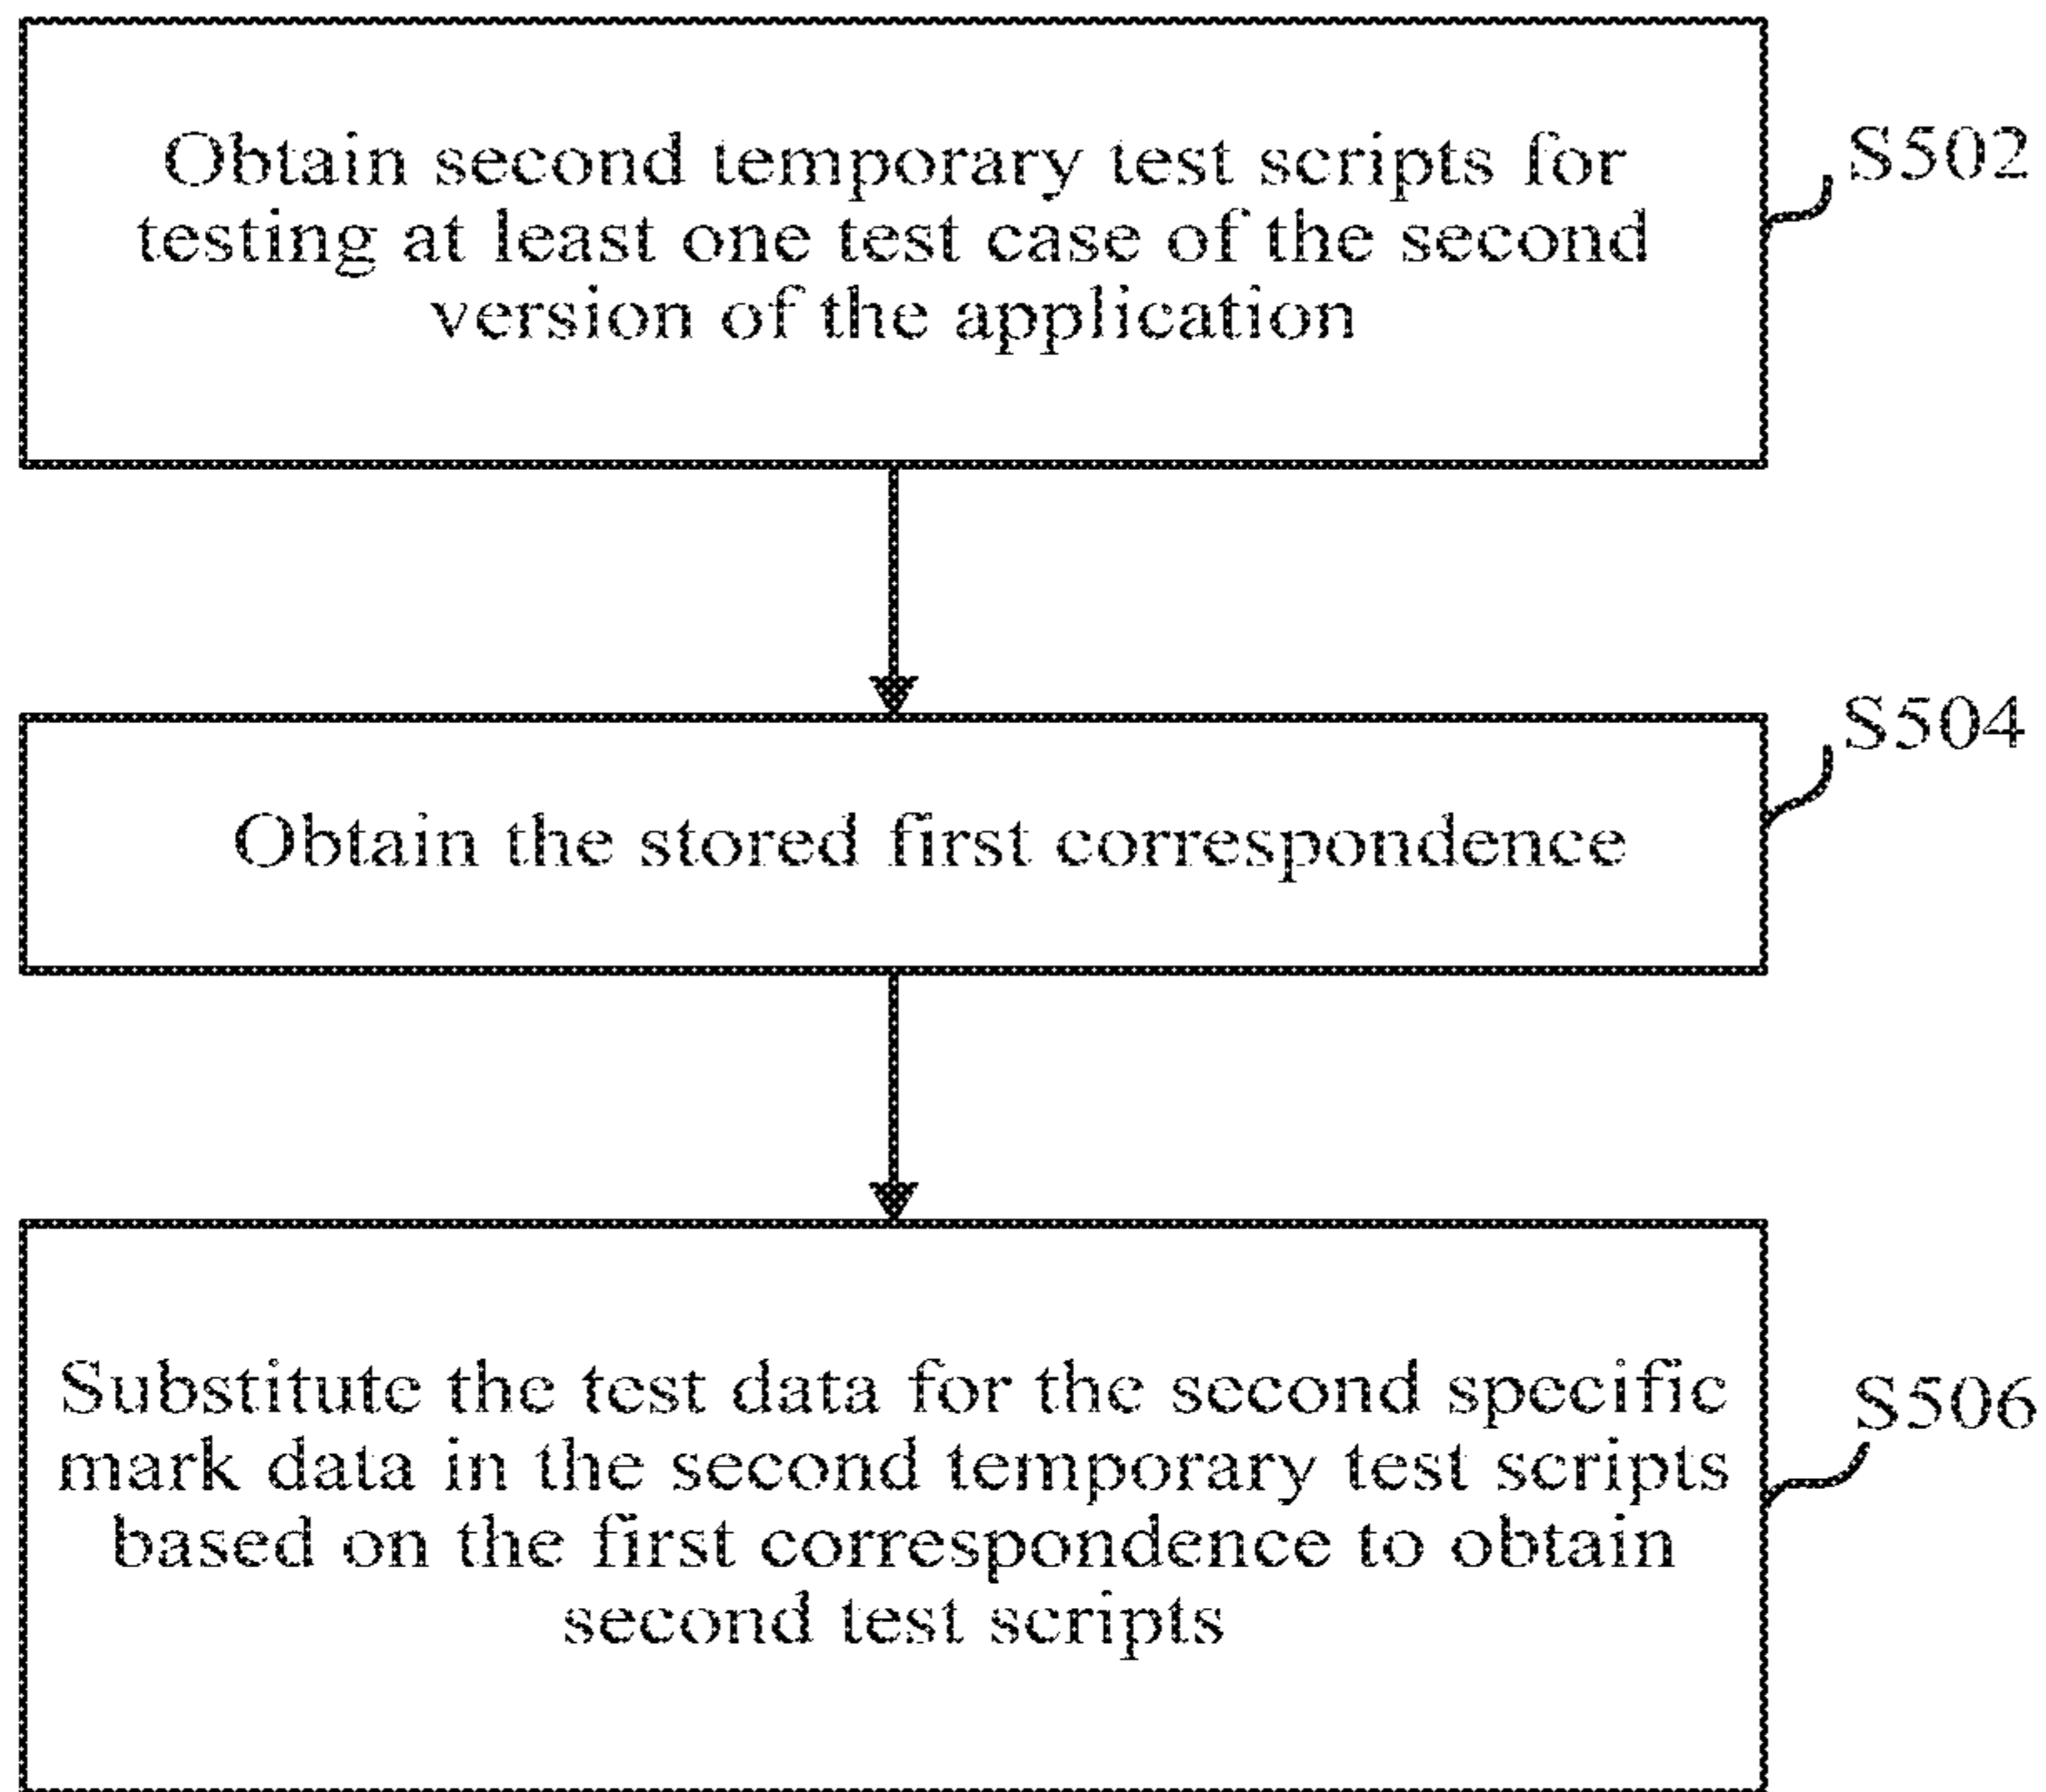 Obtain second temporary test scripts for
testing at least one test case of the second
version of the application
S502
Obtain the stored first correspondence
S504
Substitute the test data for the second specific
mark data in the second temporary test scripts
based on the first correspondence to obtain
second test scripts
S506